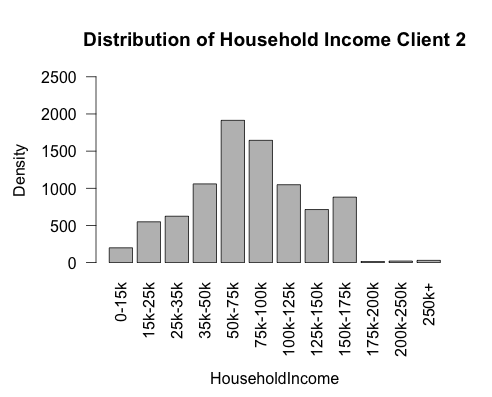 Distribution of Household Income Client 2
Density
2500
2000
1500
1000
500
0
0-15k
15k-25k
25k-35k
35k-50k
50k-75k
75k-100k
100k-125k
125k-150k
150k-175k
175k-200k
200k-250k
250k+
HouseholdIncome